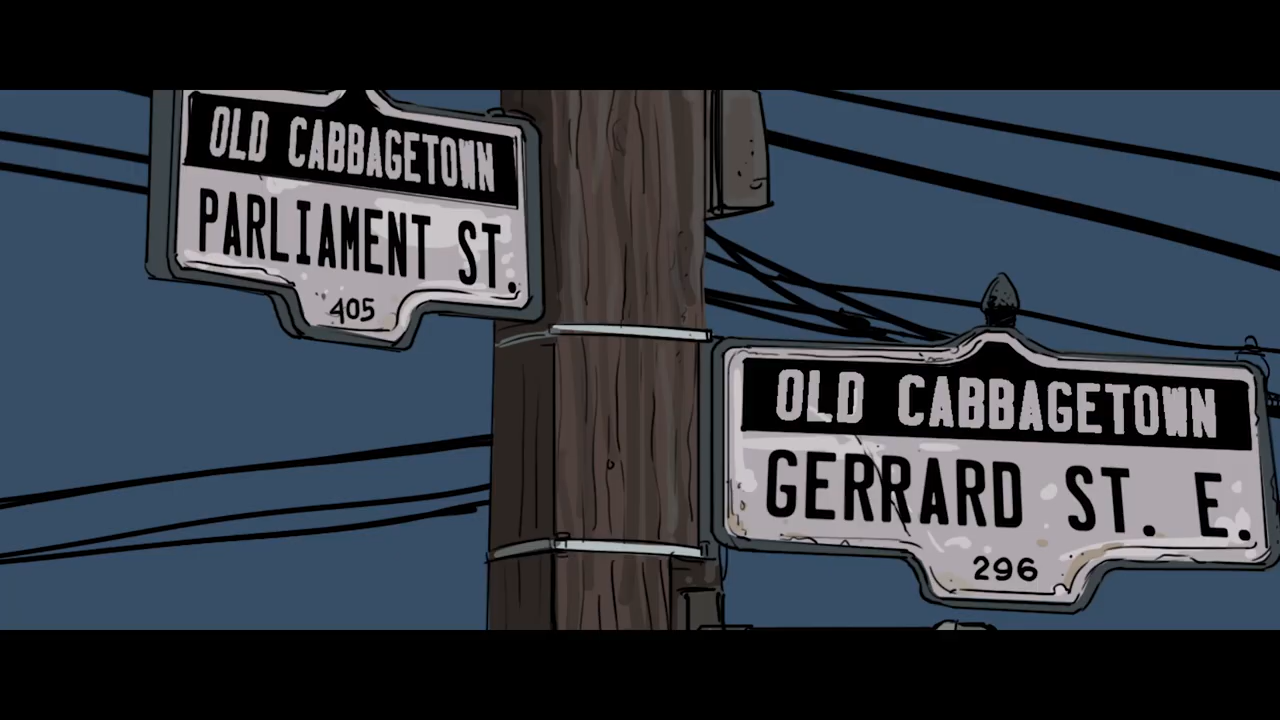 OLD CABBAGETOWN
PARLIAMENT ST.
405
OLD CABBAGETOWN
GERRARD ST. E.
296